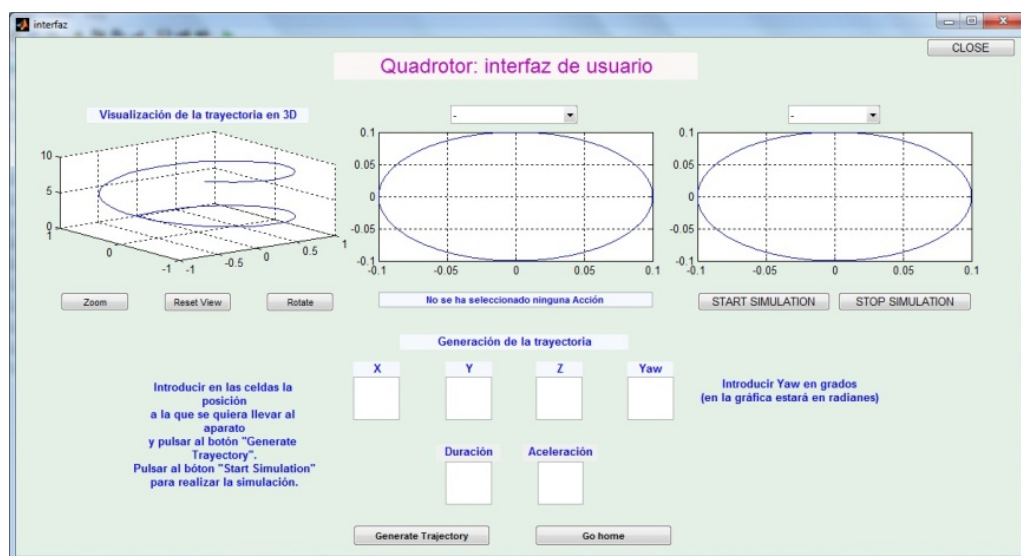 interfaz
CLOSE
Quadrotor: interfaz de usuario
Visualización de la trayectoria en 3D
-
-
10
5
0
1
0
-1
-1
-0.5
0
0.5
1
0.1
0.05
0
-0.05
-0.1
-0.1
-0.05
0
0.05
0.1
0.1
0.05
0
-0.05
-0.1
-0.1
-0.05
0
0.05
0.1
Zoom
Reset View
Rotate
No se ha seleccionado ninguna Acción
START SIMULATION
STOP SIMULATION
Generación de la trayectoria
X
Y
Z
Yaw
Introducir en las celdas la
posición
a la que se quiera llevar al
aparato
y pulsar al botón "Generate
Trayectory".
Pulsar al bóton "Start Simulation"
para realizar la simulación.
Introducir Yaw en grados
(en la gráfica estará en radianes)
Duración
Aceleración
Generate Trajectory
Go home